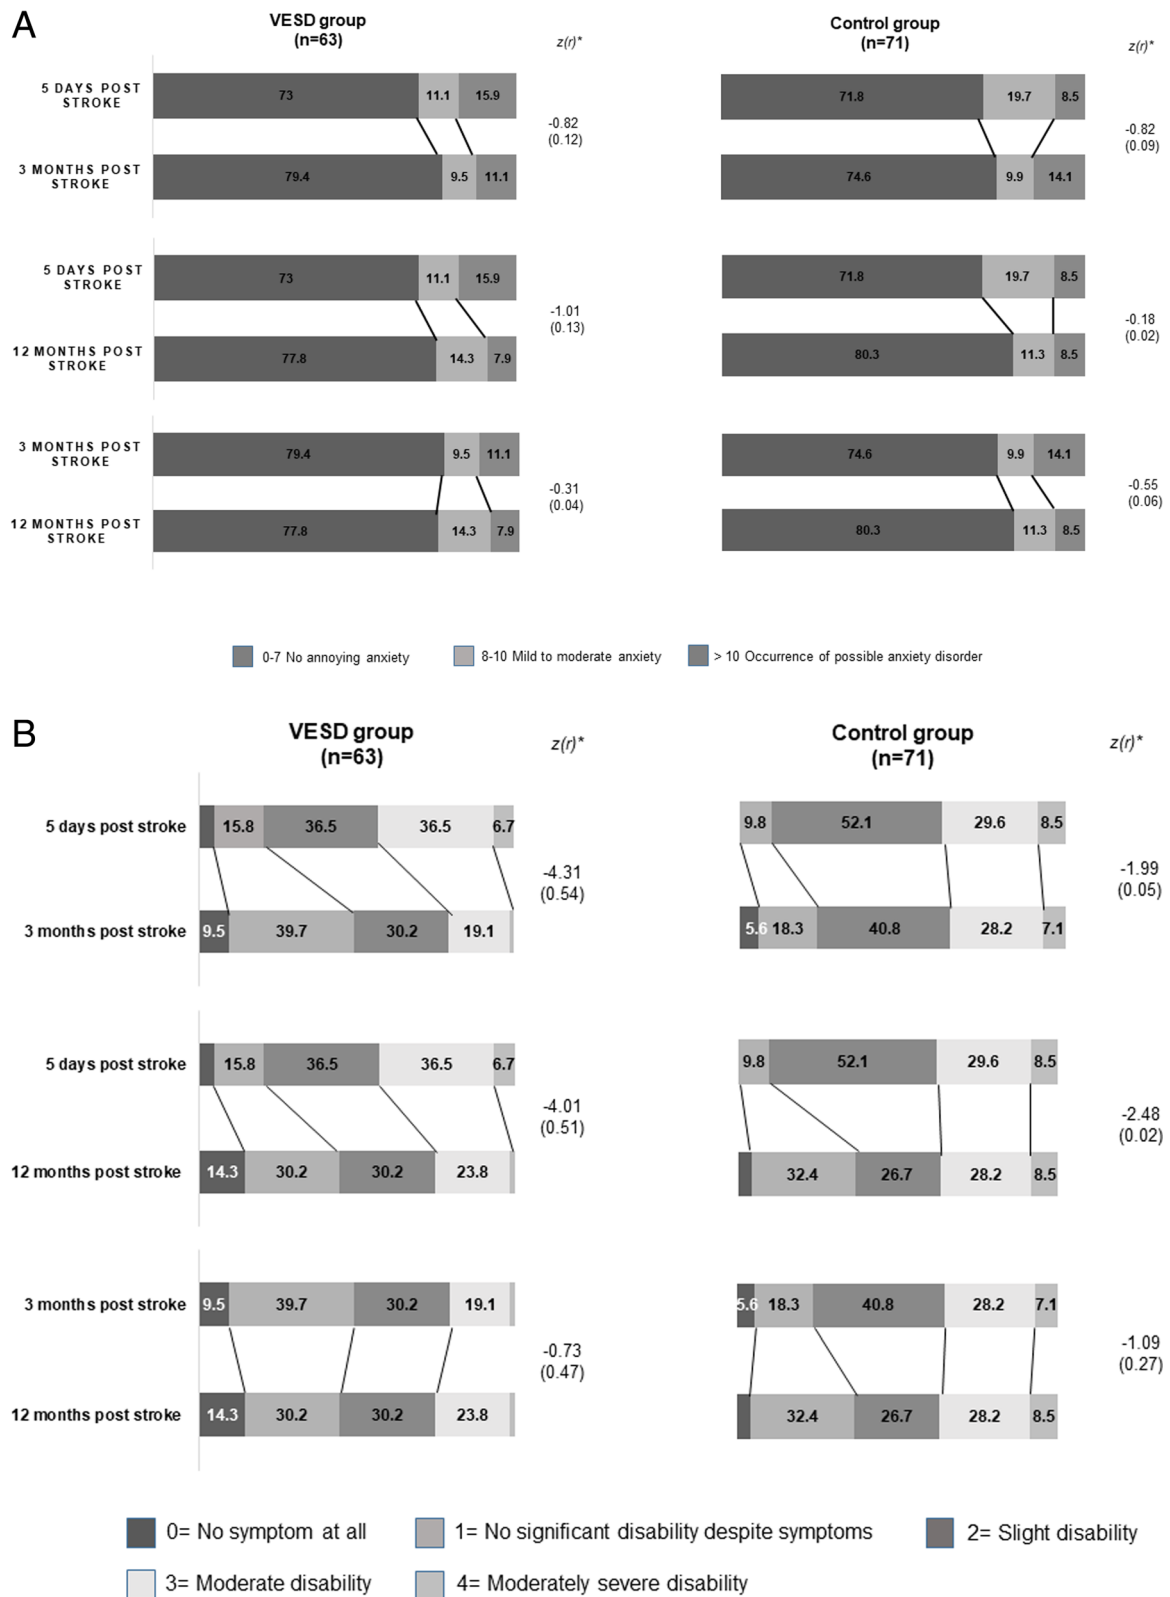 A
VESD group
(n=63)
z(r)*
Control group
(n=71)
z(r)*
5 DAYS POST
STROKE
73 11.1 15.9
71.8 19.7 8.5
-0.82
(0.12)
-0.82
(0.09)
3 MONTHS POST
STROKE
79.4 9.5 11.1
74.6 9.9 14.1
5 DAYS POST
STROKE
73 11.1 15.9
71.8 19.7 8.5
-1.01
(0.13)
-0.18
(0.02)
12 MONTHS POST
STROKE
77.8 14.3 7.9
80.3 11.3 8.5
3 MONTHS POST
STROKE
79.4 9.5 11.1
74.6 9.9 14.1
-0.31
(0.04)
-0.55
(0.06)
12 MONTHS POST
STROKE
77.8 14.3 7.9
80.3 11.3 8.5
0-7 No annoying anxiety 8-10 Mild to moderate anxiety > 10 Occurrence of possible anxiety disorder
B
VESD group
(n=63)
z(r)*
Control group
(n=71)
z(r)*
5 days post stroke 15.8 36.5 36.5 6.7
9.8 52.1 29.6 8.5
-4.31
(0.54)
-1.99
(0.05)
3 months post stroke 9.5 39.7 30.2 19.1
5.6 18.3 40.8 28.2 7.1
5 days post stroke 15.8 36.5 36.5 6.7
9.8 52.1 29.6 8.5
-4.01
(0.51)
-2.48
(0.02)
12 months post stroke 14.3 30.2 30.2 23.8
32.4 26.7 28.2 8.5
3 months post stroke 9.5 39.7 30.2 19.1
5.6 18.3 40.8 28.2 7.1
-0.73
(0.47)
-1.09
(0.27)
12 months post stroke 14.3 30.2 30.2 23.8
32.4 26.7 28.2 8.5
0= No symptom at all 1= No significant disability despite symptoms 2= Slight disability
3= Moderate disability 4= Moderately severe disability